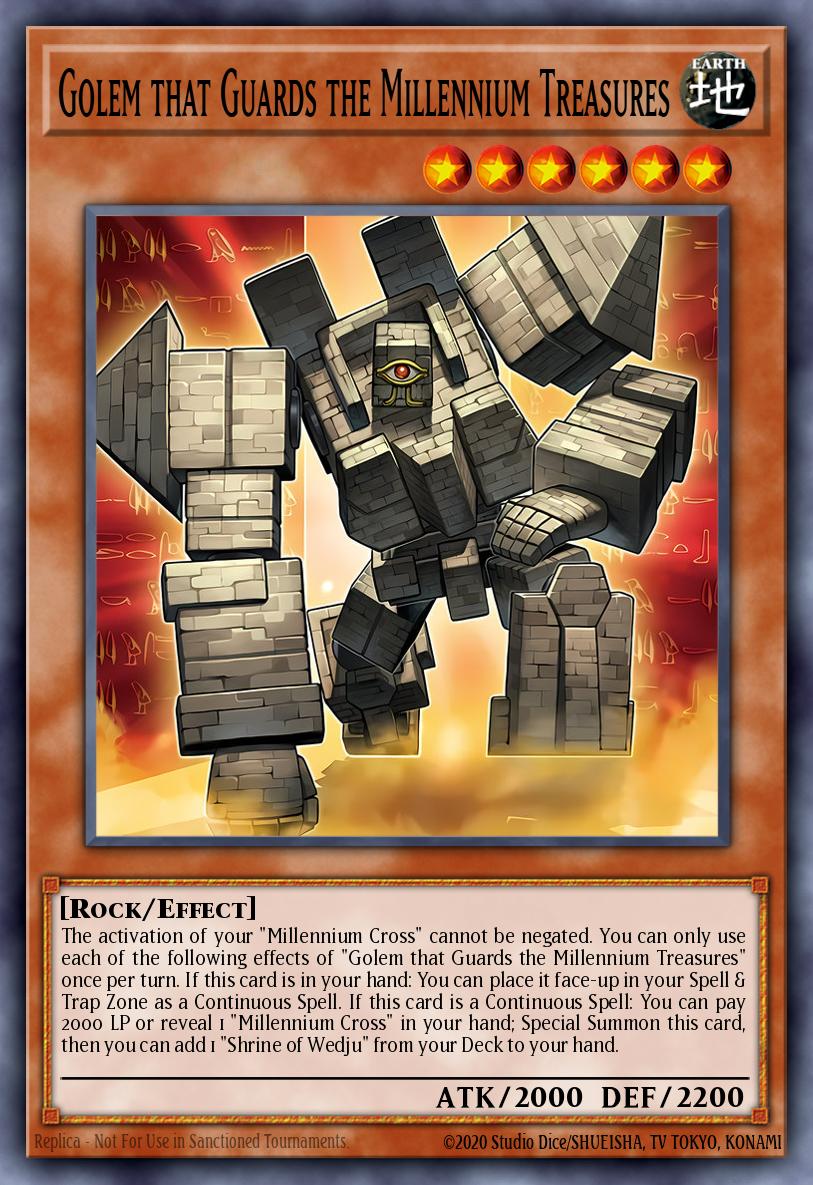 Golem that Guards the Millennium Treasures
EARTH
地
[Rock/Effect]
The activation of your "Millennium Cross" cannot be negated. You can only use
each of the following effects of "Golem that Guards the Millennium Treasures"
once per turn. If this card is in your hand: You can place it face-up in your Spell &
Trap Zone as a Continuous Spell. If this card is a Continuous Spell: You can pay
2000 LP or reveal 1 "Millennium Cross" in your hand; Special Summon this card,
then you can add 1 "Shrine of Wedju" from your Deck to your hand.
ATK/2000 DEF/2200
Replica - Not For Use in Sanctioned Tournaments.
©2020 Studio Dice/SHUEISHA, TV TOKYO, KONAMI